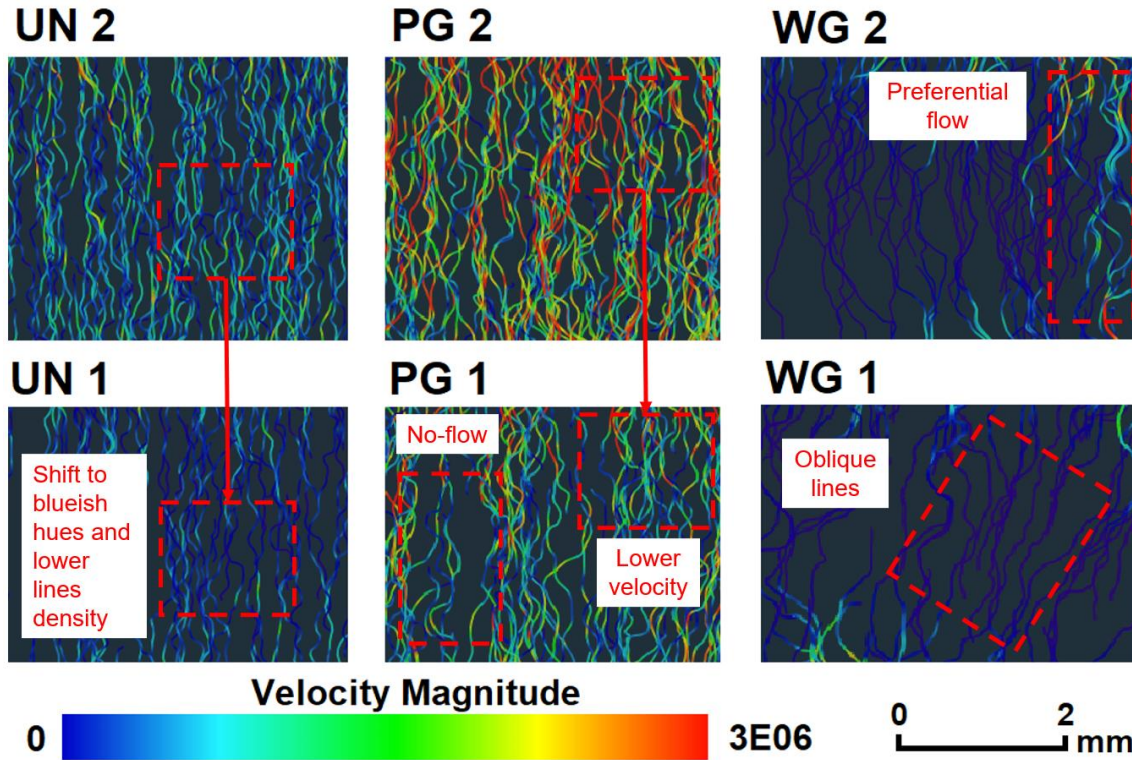 UN 2
PG 2
WG 2
Preferential
flow
UN 1
PG 1
WG 1
Shift to
blueish
hues and
lower
lines
density
No-flow
Lower
velocity
Oblique
lines
Velocity Magnitude
0
3E06
0 2
mm